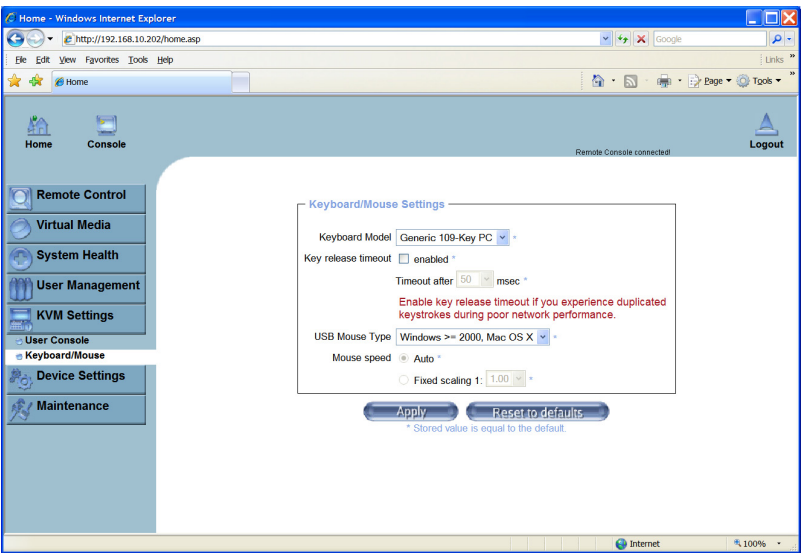 Home - Windows Internet Explorer
http://192.168.10.202/home.asp
Google
File Edit View Favorites Tools Help
Links »
Home
Page Tools »
Home Console
Remote Console connected!
Logout
Remote Control
Virtual Media
System Health
User Management
KVM Settings
User Console
Keyboard/Mouse
Device Settings
Maintenance
Keyboard/Mouse Settings
Keyboard Model Generic 109-Key PC *
Key release timeout enabled *
Timeout after 50 msec *
Enable key release timeout if you experience duplicated
keystrokes during poor network performance.
USB Mouse Type Windows >= 2000, Mac OS X *
Mouse speed Auto *
Fixed scaling 1: 1.00 *
Apply Reset to defaults
* Stored value is equal to the default.
Internet 100%